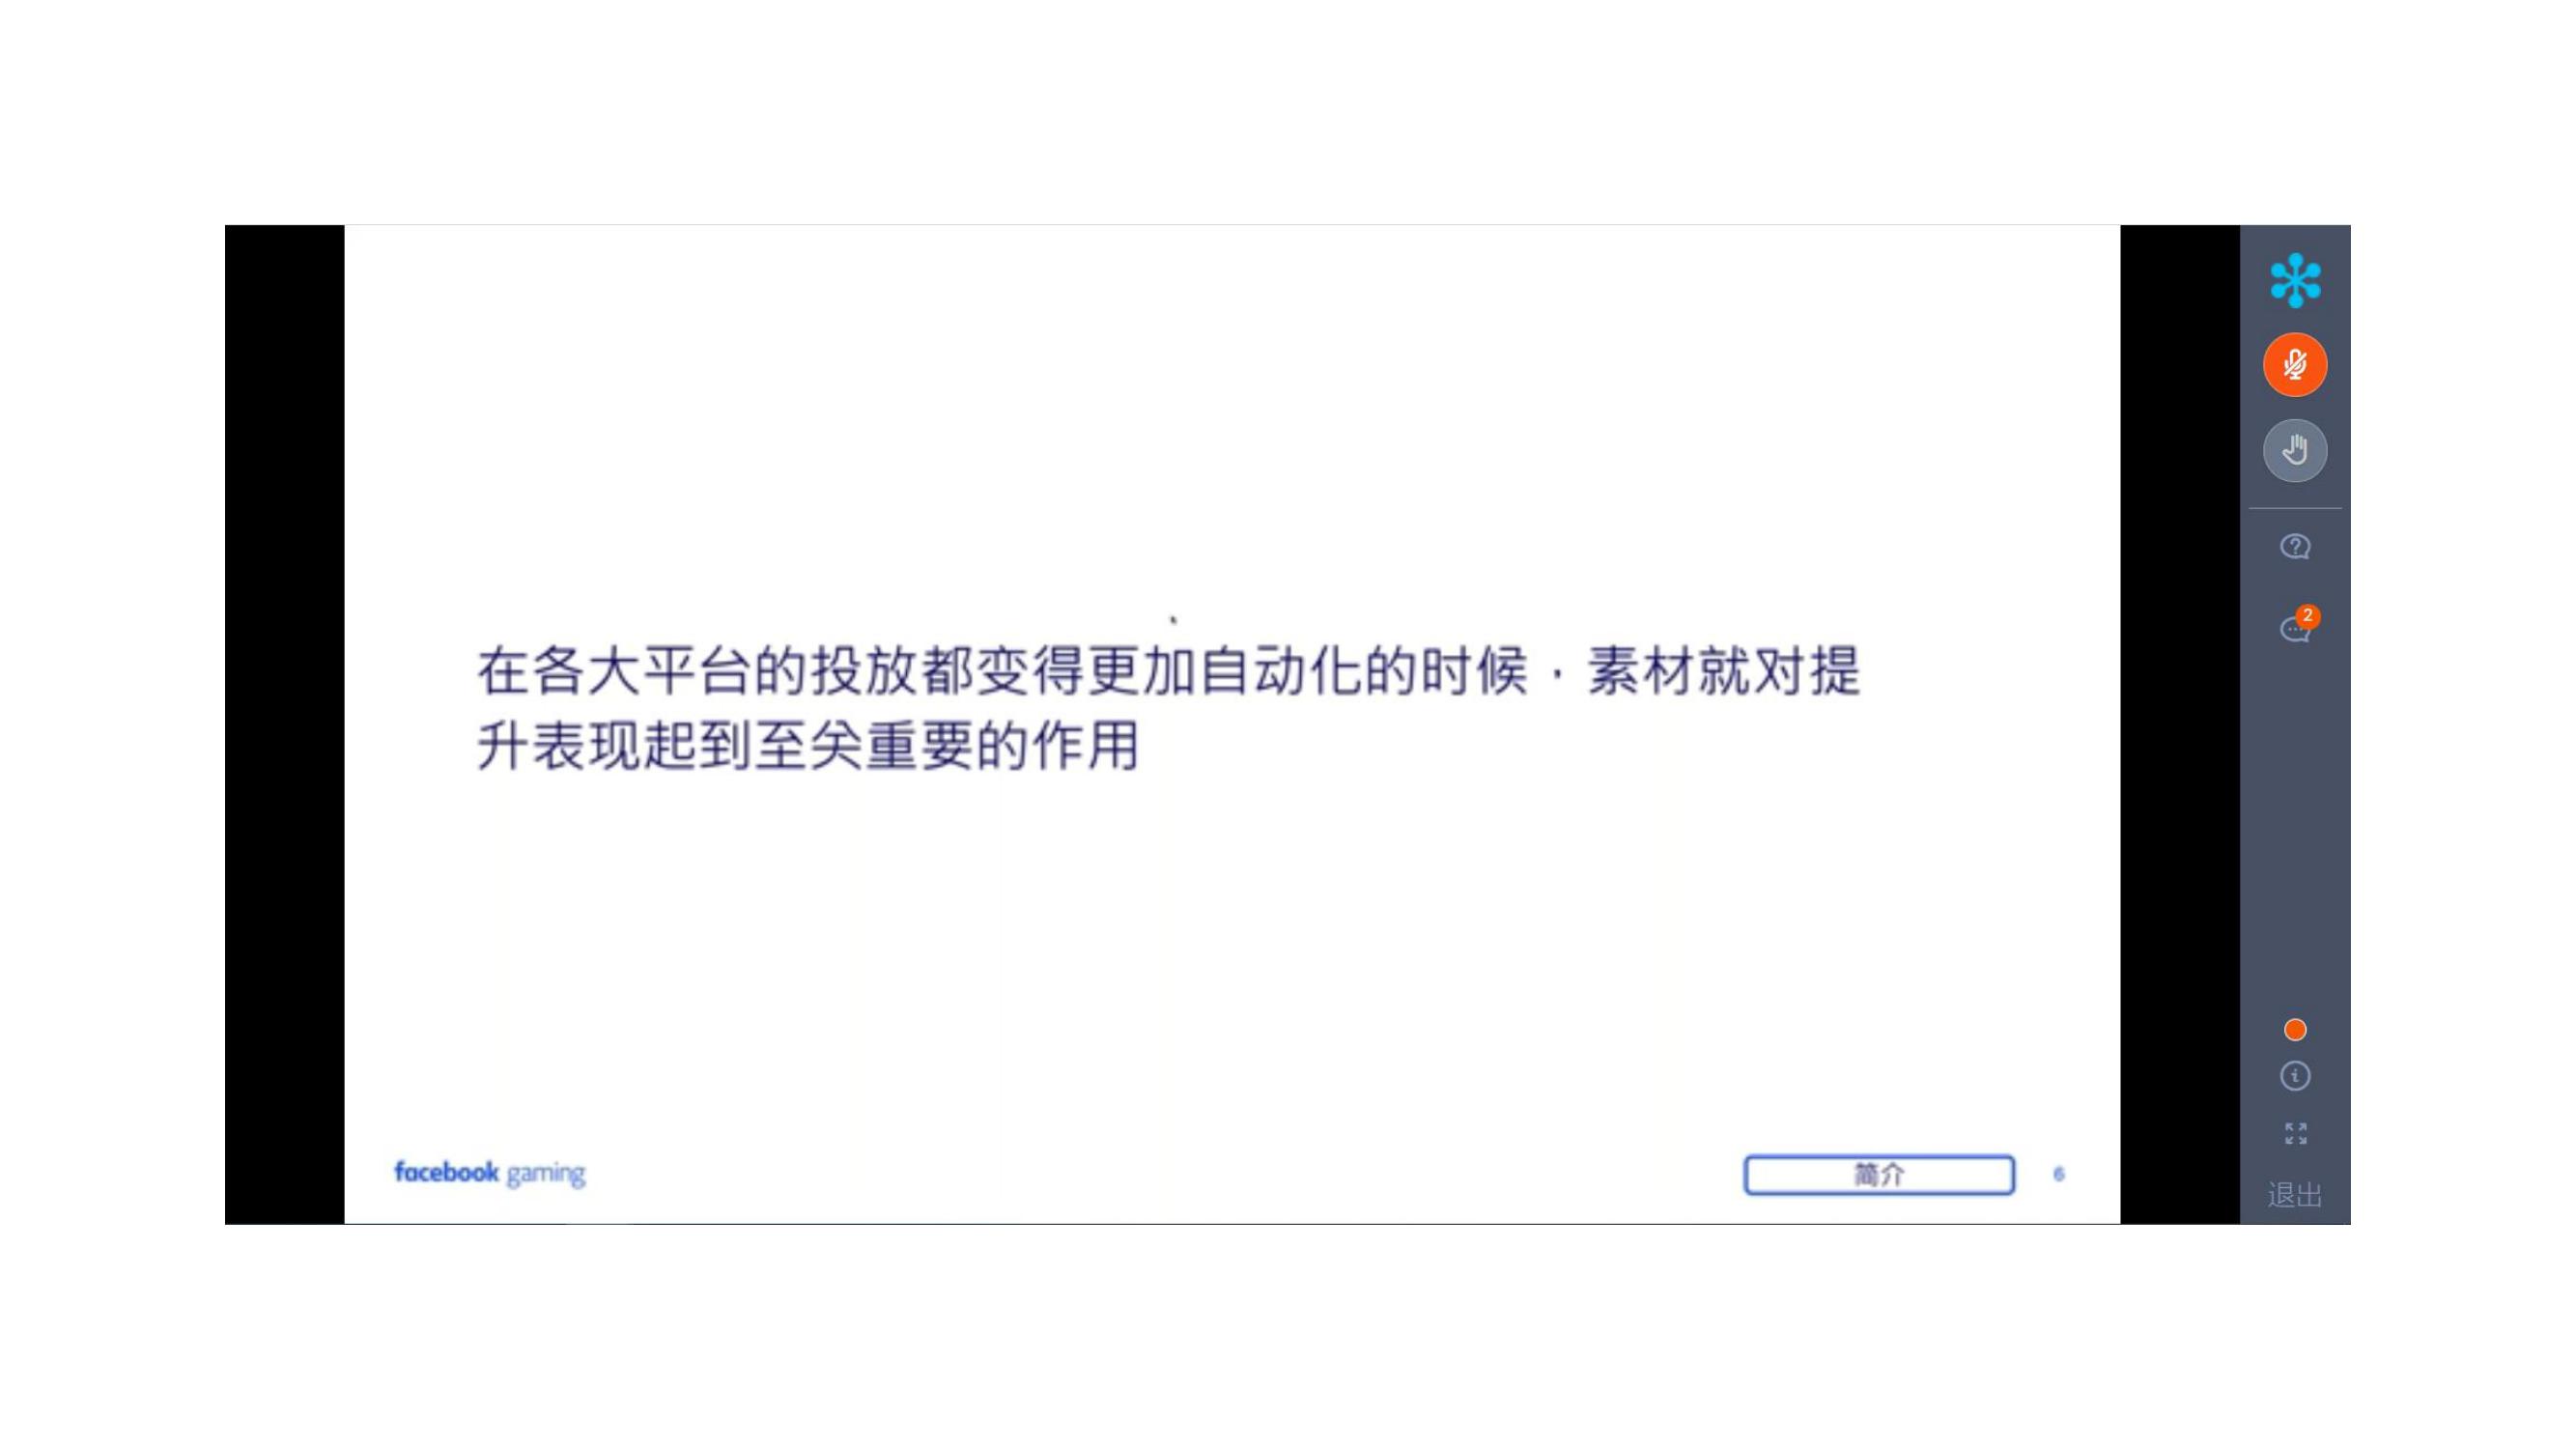 在各大平台的投放都变得更加自动化的时候，素材就对提
升表现起到至关重要的作用
facebook gaming
简介
6
2
退出